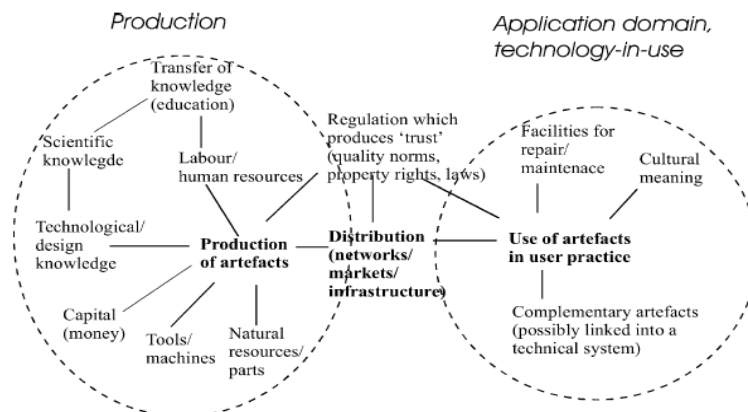 Production
Application domain,
technology-in-use
Transfer of
knowledge
(education)
Scientific
knowlegde
Labour/
human resources
Technological/
design
knowledge
Production
of artefacts
Capital
(money)
Tools/
machines
Natural
resources/
parts
Regulation which
produces ‘trust’
(quality norms,
property rights, laws)
Distribution
(networks/
markets/
infrastructure)
Facilities for
repair/
maintenace
Cultural
meaning
Use of artefacts
in user practice
Complementary artefacts
(possibly linked into a
technical system)